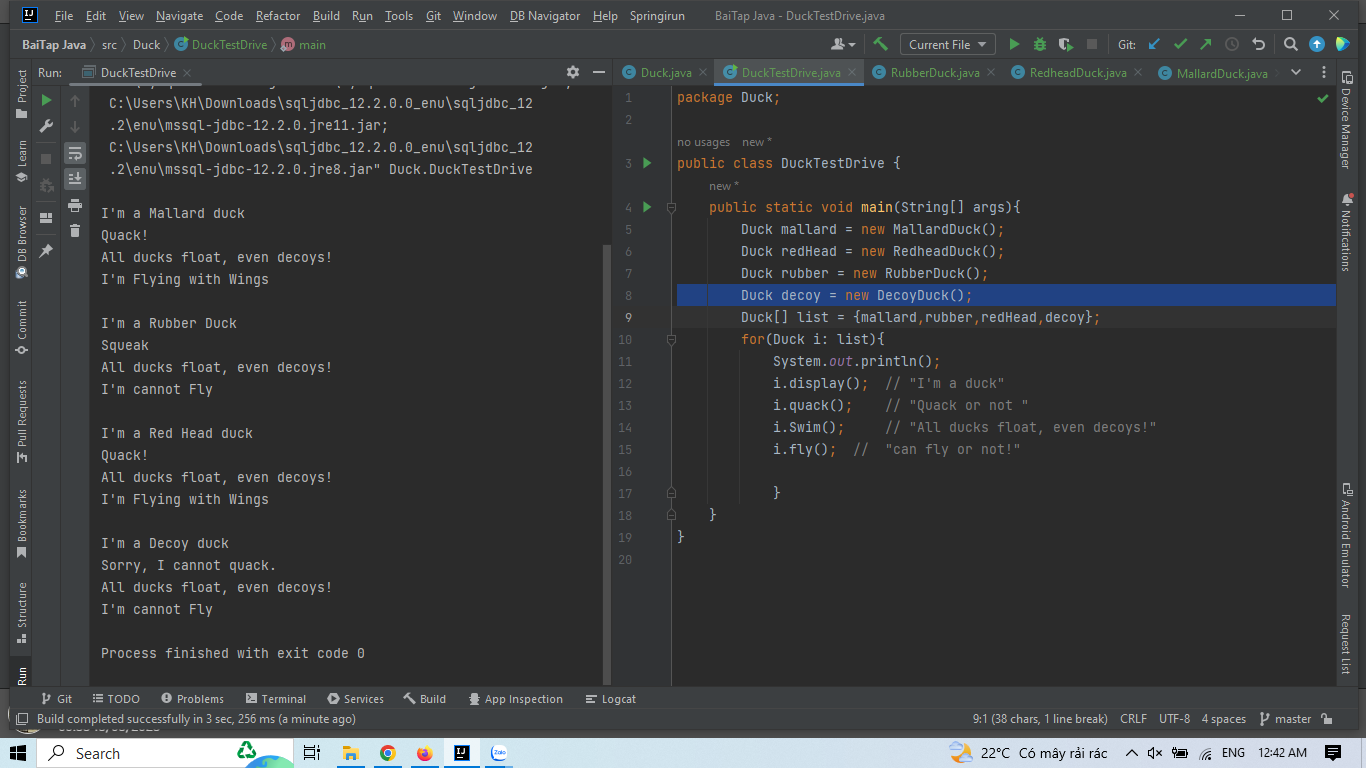 File Edit View Navigate Code Refactor Build Run Tools Git Window DB Navigator Help Springirun BaiTap Java - DuckTestDrive.java
BaiTap Java src Duck DuckTestDrive main
Current File Git:
Run: DuckTestDrive
Duck.java DuckTestDrive.java RubberDuck.java RedheadDuck.java MallardDuck.java
C:\Users\KH\Downloads\sqljdbc_12.2.0.0_enu\sqljdbc_12
.2\enu\mssql-jdbc-12.2.0.jre11.jar;
C:\Users\KH\Downloads\sqljdbc_12.2.0.0_enu\sqljdbc_12
.2\enu\mssql-jdbc-12.2.0.jre8.jar" Duck.DuckTestDrive
I'm a Mallard duck
Quack!
All ducks float, even decoys!
I'm Flying with Wings
I'm a Rubber Duck
Squeak
All ducks float, even decoys!
I'm cannot Fly
I'm a Red Head duck
Quack!
All ducks float, even decoys!
I'm Flying with Wings
I'm a Decoy duck
Sorry, I cannot quack.
All ducks float, even decoys!
I'm cannot Fly
Process finished with exit code 0
1 package Duck;
2
no usages new *
3 public class DuckTestDrive {
new *
4 public static void main(String[] args){
5 Duck mallard = new MallardDuck();
6 Duck redHead = new RedheadDuck();
7 Duck rubber = new RubberDuck();
8 Duck decoy = new DecoyDuck();
9 Duck[] list = {mallard,rubber,redHead,decoy};
10 for(Duck i: list){
11 System.out.println();
12 i.display(); // "I'm a duck"
13 i.quack(); // "Quack or not "
14 i.Swim(); // "All ducks float, even decoys!"
15 i.fly(); // "can fly or not!"
16
17 }
18 }
19 }
20
Project
Learn
DB Browser
Commit
Pull Requests
Bookmarks
Structure
Run
Device Manager
Notifications
Android Emulator
Request List
Git TODO Problems Terminal Services Build App Inspection Logcat
Build completed successfully in 3 sec, 256 ms (a minute ago) 9:1 (38 chars, 1 line break) CRLF UTF-8 4 spaces master
Search Zalo 22°C Có mây rải rác ENG 12:42 AM